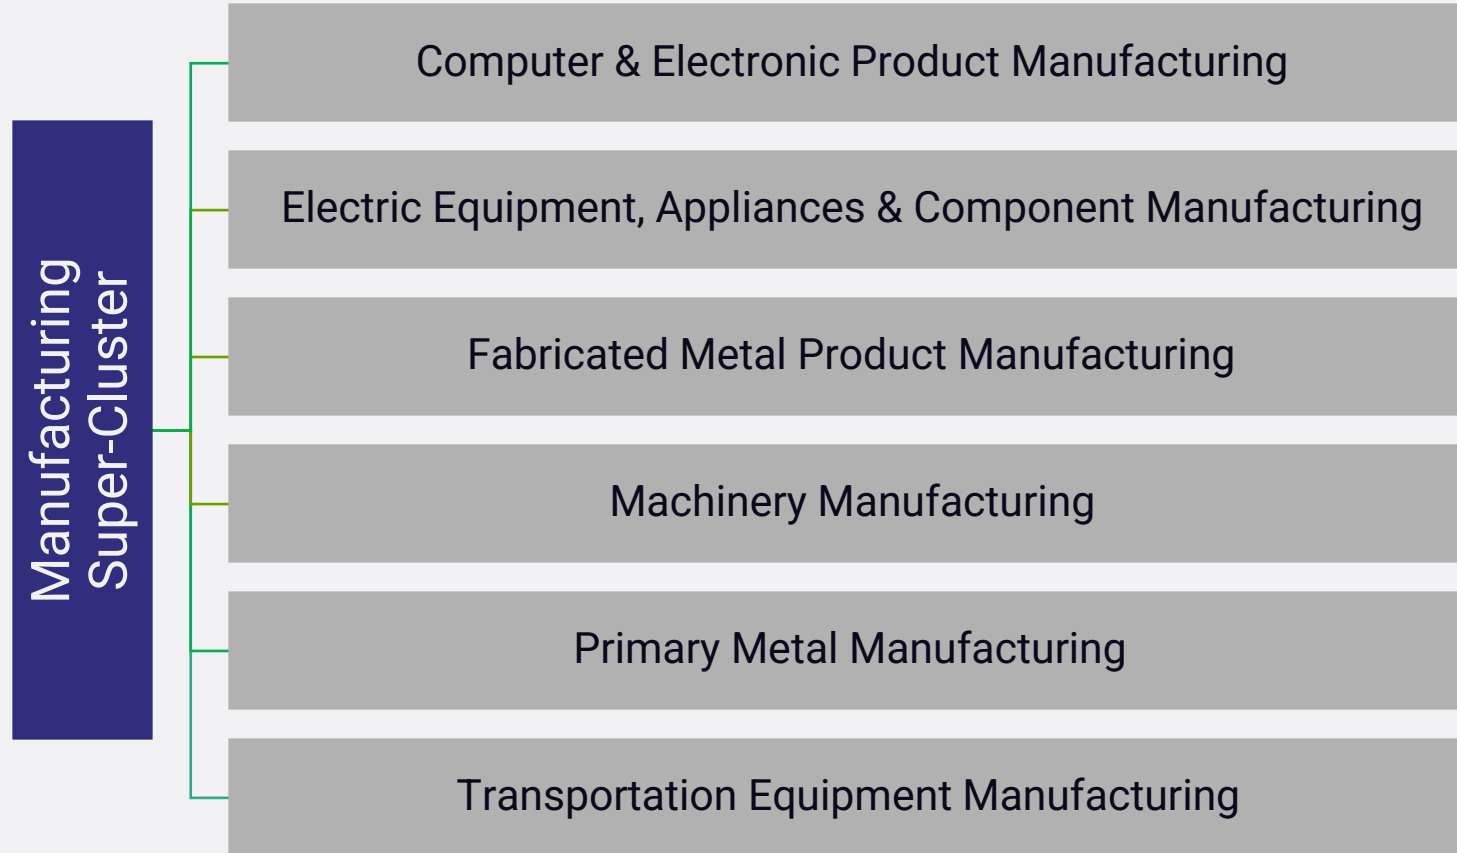 Manufacturing
Super-Cluster
Computer & Electronic Product Manufacturing
Electric Equipment, Appliances & Component Manufacturing
Fabricated Metal Product Manufacturing
Machinery Manufacturing
Primary Metal Manufacturing
Transportation Equipment Manufacturing